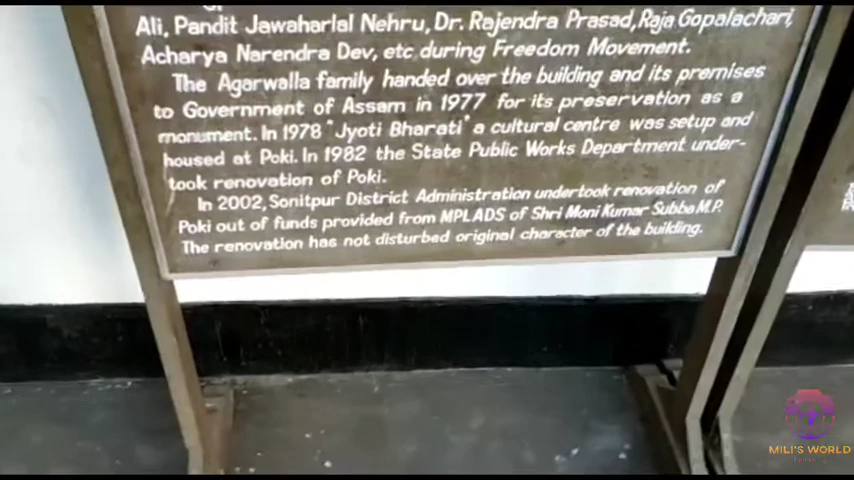 Ali, Pandit Jawaharlal Nehru, Dr. Rajendra Prasad, Raja Gopalachari,
Acharya Narendra Dev, etc during Freedom Movement.
The Agarwalla family handed over the building and its premises
to Government of Assam in 1977 for its preservation as a
monument. In 1978 "Jyoti Bharati" a cultural centre was setup and
housed at Poki. In 1982 the State Public Works Department under-
took renovation of Poki.
In 2002, Sonitpur District Administration undertook renovation of
Poki out of funds provided from MPLADS of Shri Moni Kumar Subba M.P.
The renovation has not disturbed original character of the building.
MILI'S WORLD